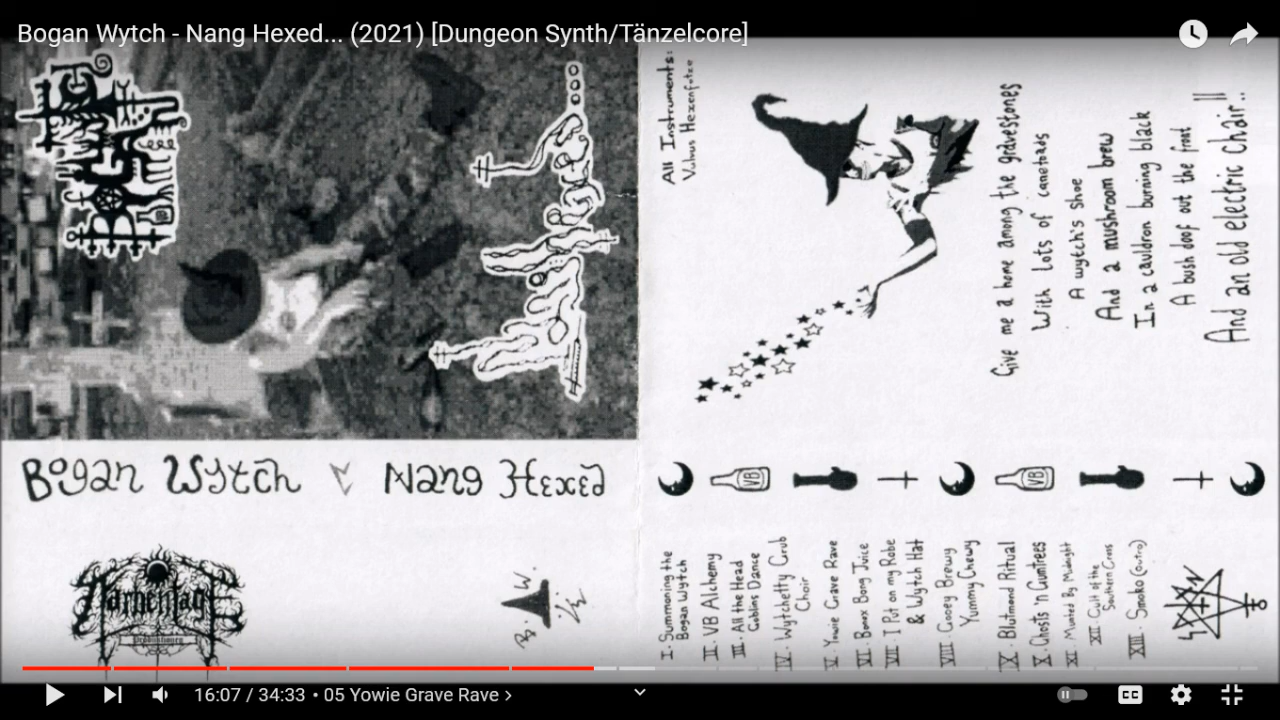 Bogan Wytch - Nang Hexed... (2021) [Dungeon Synth/Tänzelcore]
All Instruments:
Vulvus Hexenfotze
Give me a home among the gravestones
With lots of canetoads
A wytch's shoe
And a mushroom brew
In a cauldron burning black
A bush doof out the front
And an old electric chair..!!
Bogan Wytch
Nang Hexed
VB
VB
B. W.
I. Summoning the
Bogan Wytch
II. VB Alchemy
III. All the Head
Goblins Dance
IV. Wytchetty Grub
Choir
V. Yowie Grave Rave
VI. Bonox Bong Juice
VII. I Put on my Robe
& Wytch Hat
VIII. Gooey Brewy
Yummy Chewy
IX. Blutmond Ritual
X. Ghosts 'n Gumtrees
XI. Munted By Midnight
XII. Cult of the
Southern Cross
XIII. Smoko (outro)
16:07 / 34:33 • 05 Yowie Grave Rave
CC